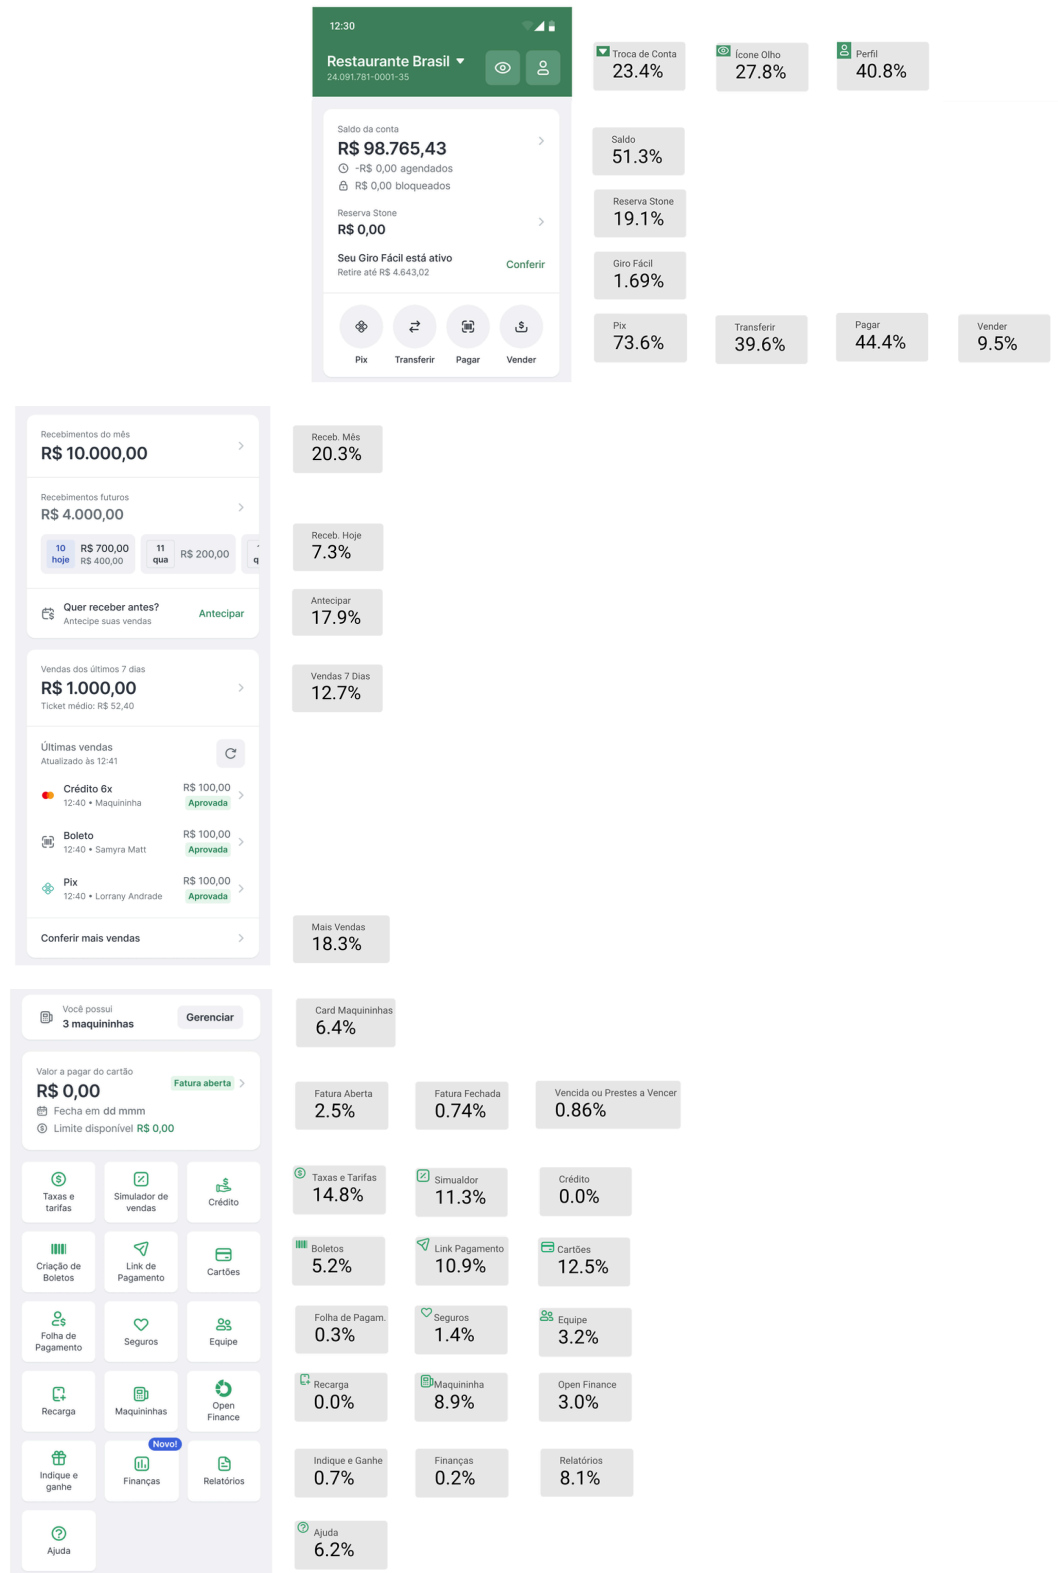 12:30
Restaurante Brasil
24.091.781-0001-35
Troca de Conta
23.4%
Ícone Olho
27.8%
Perfil
40.8%
Saldo da conta
R$ 98.765,43
-R$ 0,00 agendados
R$ 0,00 bloqueados
Saldo
51.3%
Reserva Stone
R$ 0,00
Reserva Stone
19.1%
Seu Giro Fácil está ativo
Retire até R$ 4.643,02
Conferir
Giro Fácil
1.69%
Pix
Transferir
Pagar
Vender
Pix
73.6%
Transferir
39.6%
Pagar
44.4%
Vender
9.5%
Recebimentos do mês
R$ 10.000,00
Receb. Mês
20.3%
Recebimentos futuros
R$ 4.000,00
10 hoje
R$ 700,00
R$ 400,00
11 qua
R$ 200,00
q
Receb. Hoje
7.3%
Quer receber antes?
Antecipe suas vendas
Antecipar
Antecipar
17.9%
Vendas dos últimos 7 dias
R$ 1.000,00
Ticket médio: R$ 52,40
Vendas 7 Dias
12.7%
Últimas vendas
Atualizado às 12:41
Crédito 6x
12:40 • Maquininha
R$ 100,00
Aprovada
Boleto
12:40 • Samyra Matt
R$ 100,00
Aprovada
Pix
12:40 • Lorrany Andrade
R$ 100,00
Aprovada
Conferir mais vendas
Mais Vendas
18.3%
Você possui
3 maquininhas
Gerenciar
Card Maquininhas
6.4%
Valor a pagar do cartão
R$ 0,00
Fatura aberta
Fecha em dd mmm
Limite disponível R$ 0,00
Fatura Aberta
2.5%
Fatura Fechada
0.74%
Vencida ou Prestes a Vencer
0.86%
Taxas e
tarifas
Simulador de
vendas
Crédito
Taxas e Tarifas
14.8%
Simualdor
11.3%
Crédito
0.0%
Criação de
Boletos
Link de
Pagamento
Cartões
Boletos
5.2%
Link Pagamento
10.9%
Cartões
12.5%
Folha de
Pagamento
Seguros
Equipe
Folha de Pagam.
0.3%
Seguros
1.4%
Equipe
3.2%
Recarga
Maquininhas
Open
Finance
Recarga
0.0%
Maquininha
8.9%
Open Finance
3.0%
Indique e
ganhe
Novo!
Finanças
Relatórios
Indique e Ganhe
0.7%
Finanças
0.2%
Relatórios
8.1%
Ajuda
Ajuda
6.2%